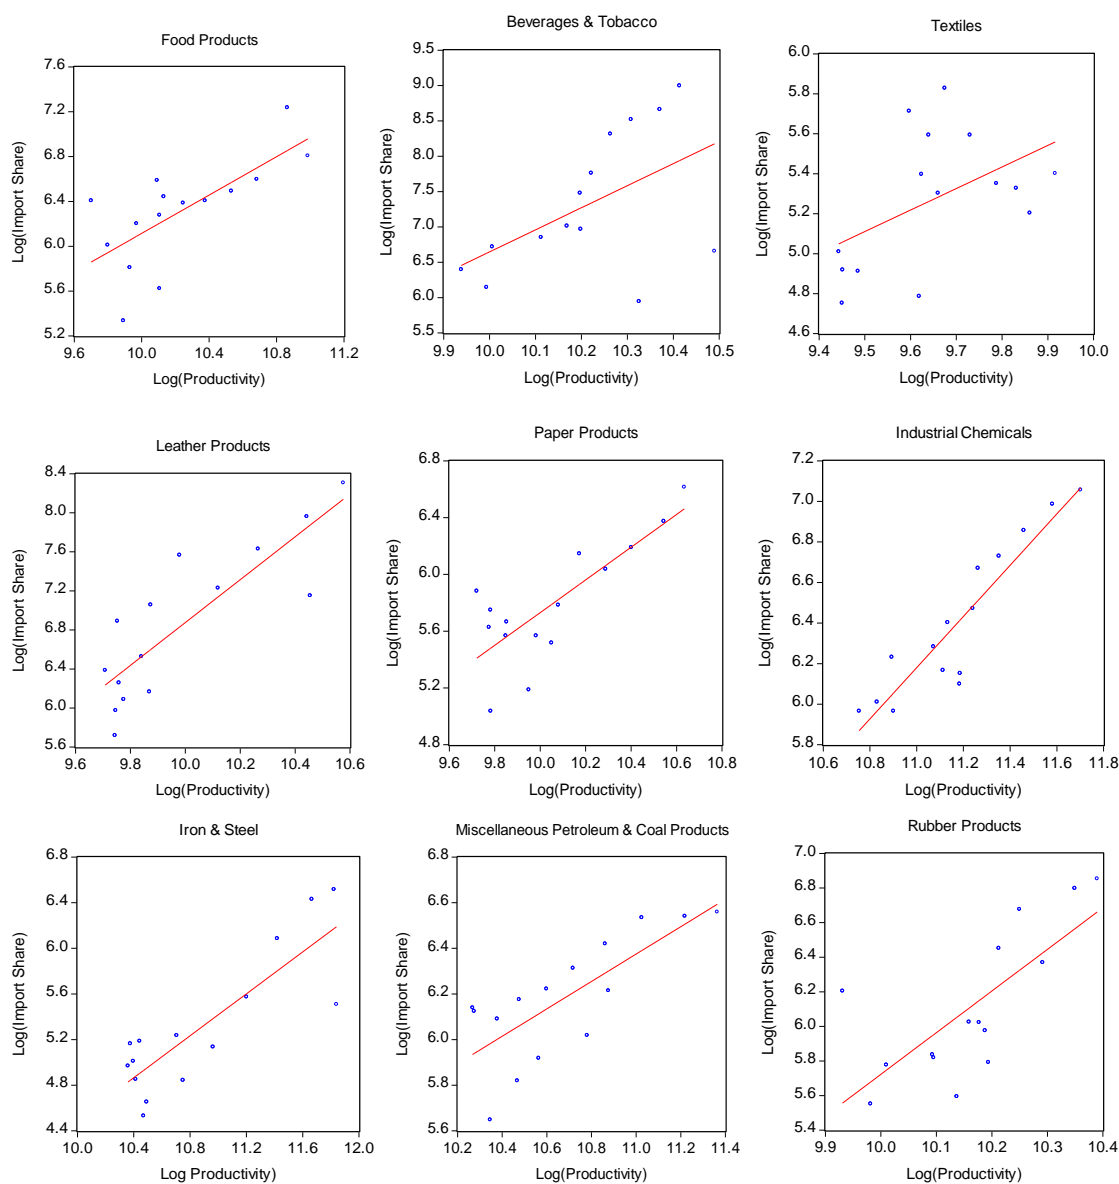 Food Products
7.6
7.2
6.8
6.4
6.0
5.6
5.2
9.6 10.0 10.4 10.8 11.2
Log(Import Share)
Log(Productivity)
Beverages & Tobacco
9.5
9.0
8.5
8.0
7.5
7.0
6.5
6.0
5.5
9.9 10.0 10.1 10.2 10.3 10.4 10.5
Log(Import Share)
Log(Productivity)
Textiles
6.0
5.6
5.2
5.0
4.8
4.6
9.4 9.5 9.6 9.7 9.8 9.9 10.0
Log(Import Share)
Log(Productivity)
Leather Products
8.4
8.0
7.6
7.2
6.8
6.4
6.0
5.6
9.6 9.8 10.0 10.2 10.4 10.6
Log(Import Share)
Log(Productivity)
Paper Products
6.8
6.4
6.0
5.6
5.2
4.8
9.6 9.8 10.0 10.2 10.4 10.6 10.8
Log(Import Share)
Log(Productivity)
Industrial Chemicals
7.2
7.0
6.6
6.2
6.0
5.8
10.6 10.8 10.9 11.2 11.4 11.6 11.8
Log(Import Share)
Log(Productivity)
Iron & Steel
6.8
6.4
6.0
5.6
5.2
4.8
4.4
10.0 10.4 10.8 11.2 11.6 12.0
Log(Import Share)
Log Productivity)
Miscellaneous Petroleum & Coal Products
6.8
6.6
6.4
6.2
6.0
5.8
5.6
10.2 10.4 10.6 10.8 11.0 11.2 11.4
Log(Import Share)
Log(Productivity)
Rubber Products
7.0
6.8
6.6
6.4
6.2
6.0
5.8
5.6
5.4
9.9 10.0 10.1 10.2 10.3 10.4
Log(Import Share)
Log(Productivity)